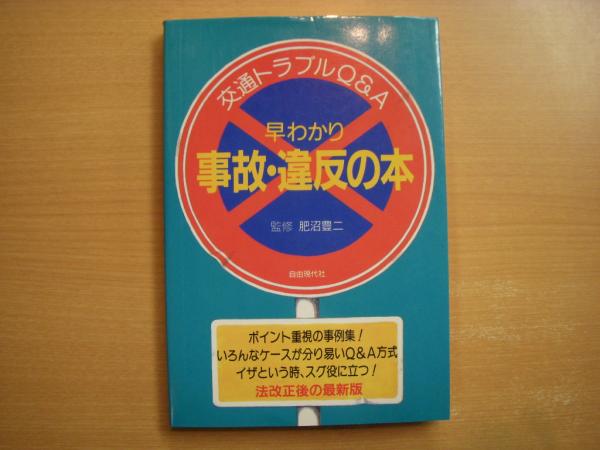 交通トラブルQ&A
早わかり
事故・違反の本
監修 肥沼豊二
自由現代社
ポイント重視の事例集!
いろんなケースが分り易いQ&A方式
イザという時、スグ役に立つ!
法改正後の最新版